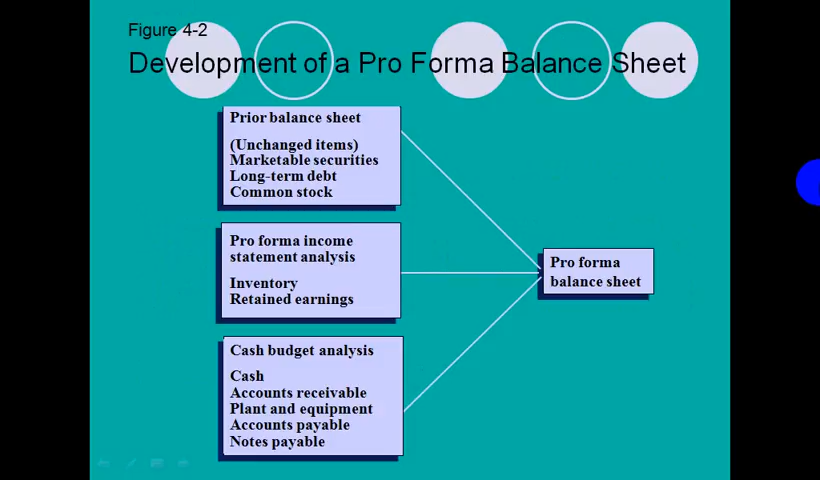 Figure 4-2
Development of a Pro Forma Balance Sheet
Prior balance sheet
(Unchanged items)
Marketable securities
Long-term debt
Common stock
Pro forma income
statement analysis
Inventory
Retained earnings
Cash budget analysis
Cash
Accounts receivable
Plant and equipment
Accounts payable
Notes payable
Pro forma
balance sheet